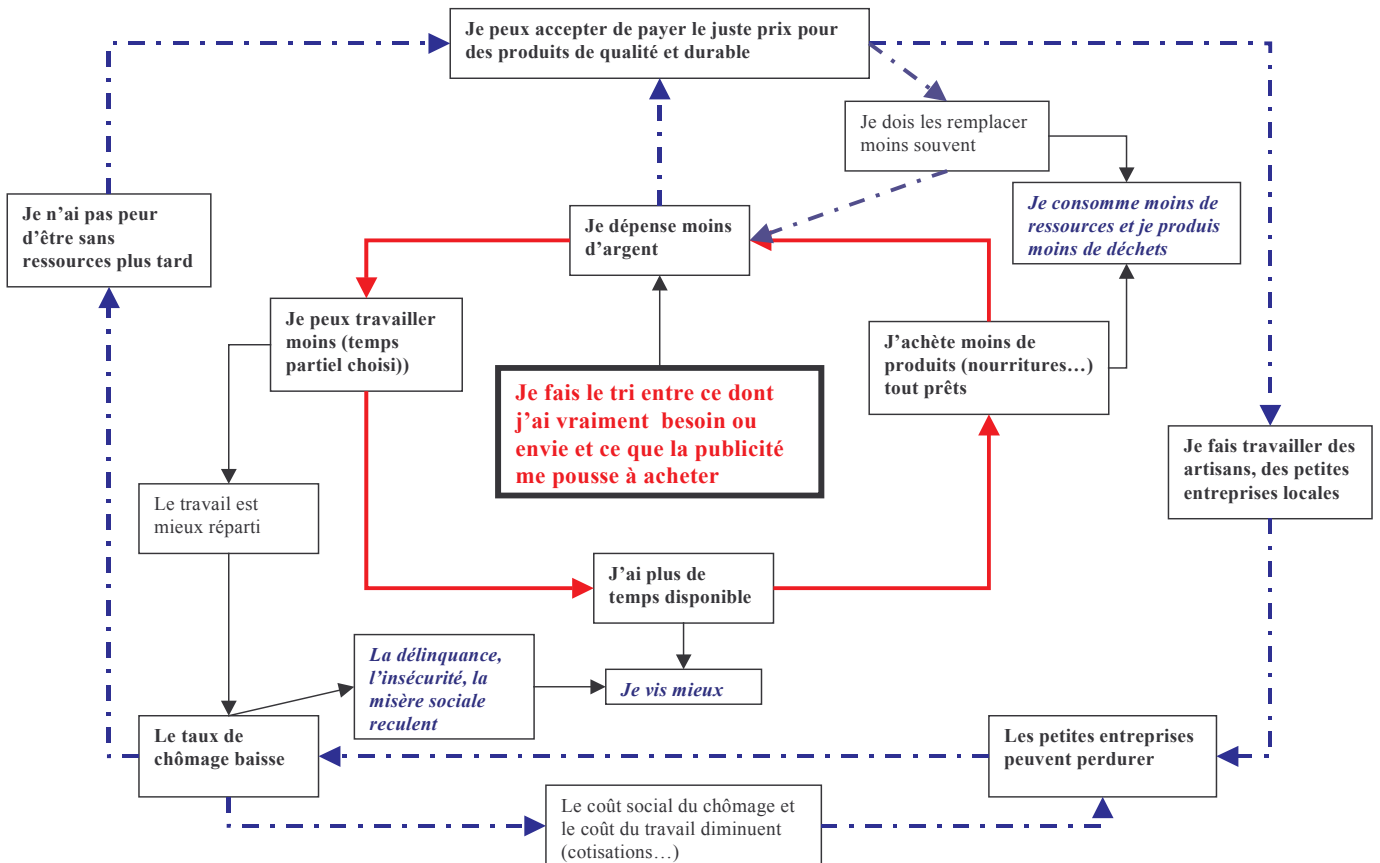 Je peux accepter de payer le juste prix pour
des produits de qualité et durable
Je dois les remplacer
moins souvent
Je n'ai pas peur
d'être sans
ressources plus tard
Je dépense moins
d'argent
Je consomme moins de
ressources et je produis
moins de déchets
Je peux travailler
moins (temps
partiel choisi))
J'achète moins de
produits (nourritures…)
tout prêts
Je fais le tri entre ce dont
j'ai vraiment besoin ou
envie et ce que la publicité
me pousse à acheter
Je fais travailler des
artisans, des petites
entreprises locales
Le travail est
mieux réparti
J'ai plus de
temps disponible
La délinquance,
l'insécurité, la
misère sociale
reculent
Je vis mieux
Le taux de
chômage baisse
Les petites entreprises
peuvent perdurer
Le coût social du chômage et
le coût du travail diminuent
(cotisations…)